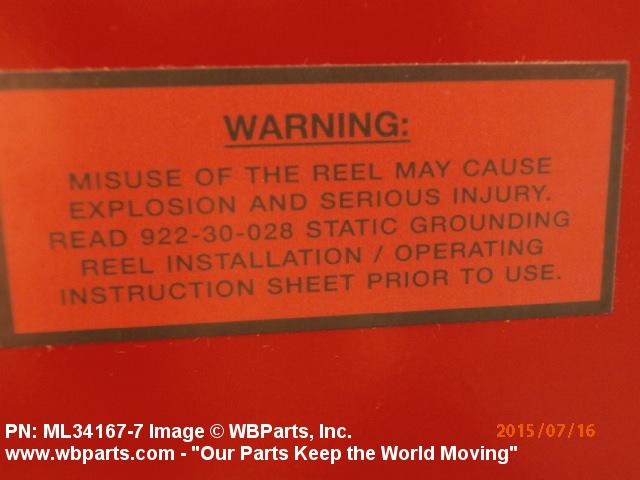 WARNING:
MISUSE OF THE REEL MAY CAUSE
EXPLOSION AND SERIOUS INJURY.
READ 922-30-028 STATIC GROUNDING
REEL INSTALLATION / OPERATING
INSTRUCTION SHEET PRIOR TO USE.
PN: ML34167-7 Image © WBParts, Inc.
2015/07/16
www.wbparts.com - "Our Parts Keep the World Moving"